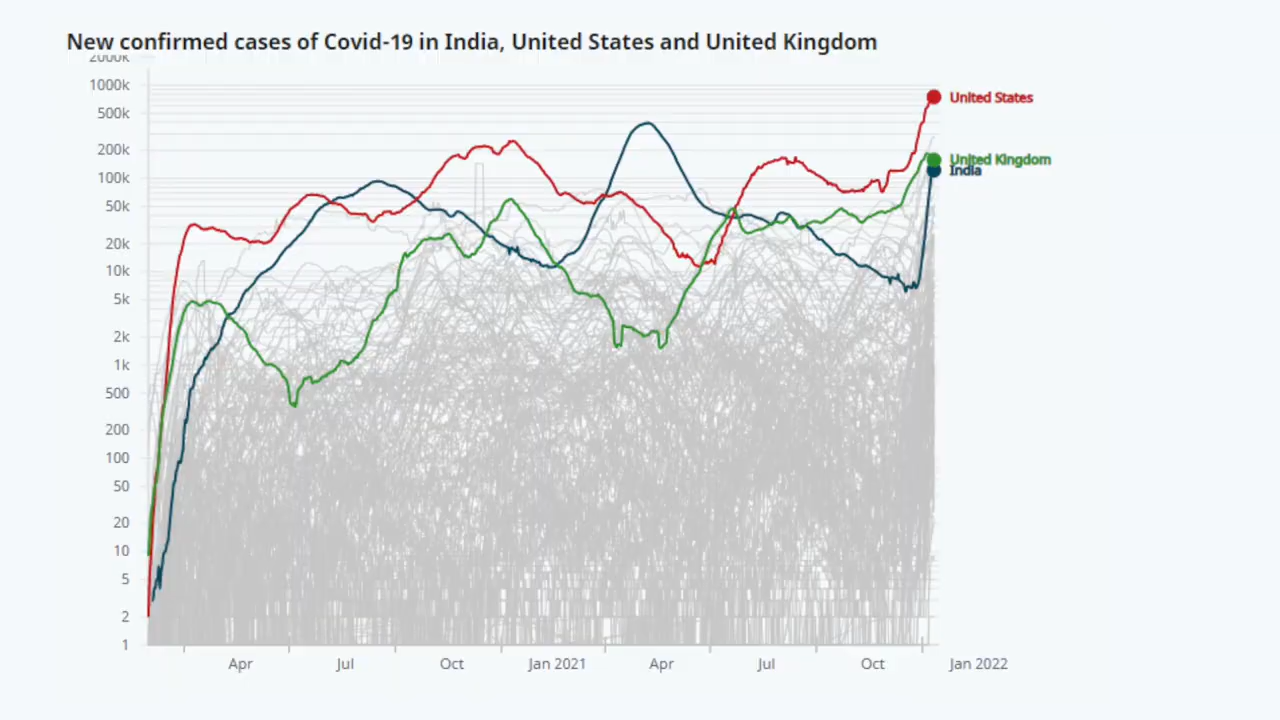 New confirmed cases of Covid-19 in India, United States and United Kingdom
2000k
1000k
500k
200k
100k
50k
20k
10k
5k
2k
1k
500
200
100
50
20
10
5
2
1
United States
United Kingdom
India
Apr
Jul
Oct
Jan 2021
Apr
Jul
Oct
Jan 2022